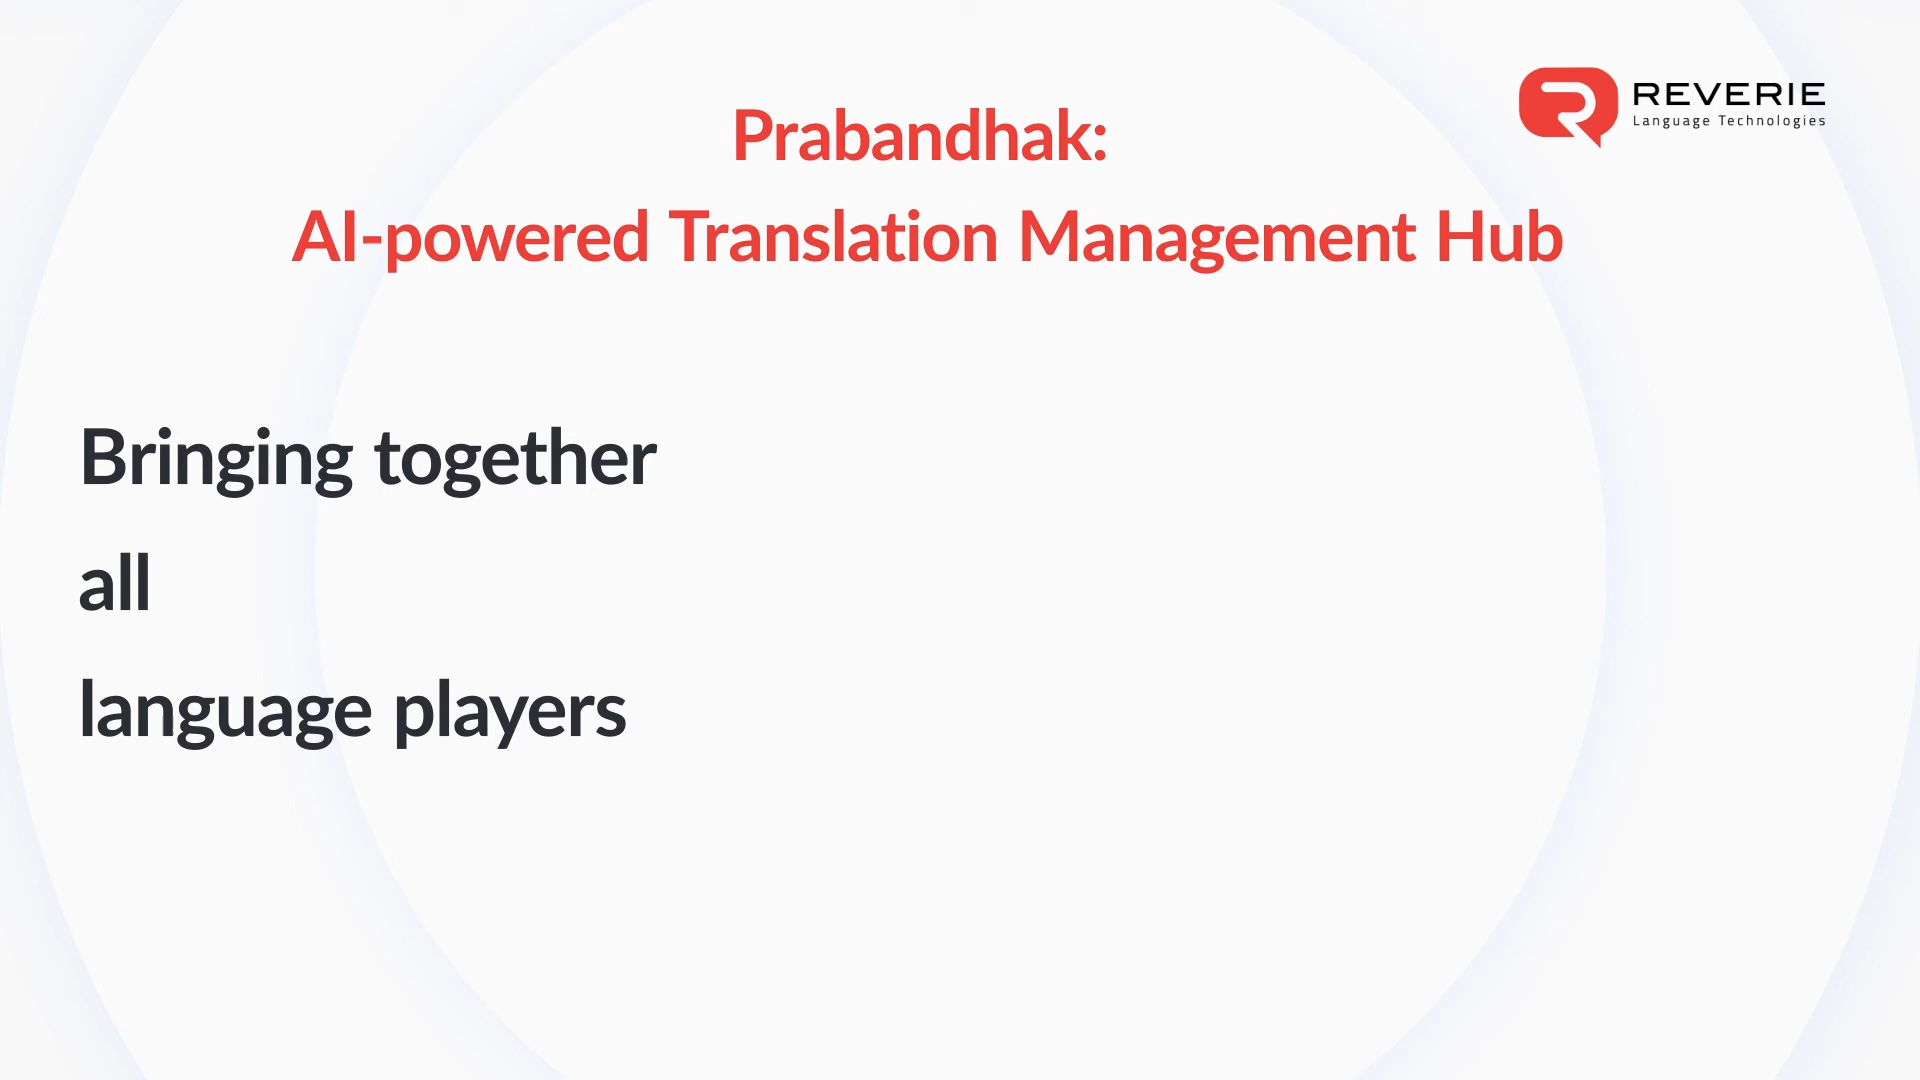 REVERIE
Language Technologies
Prabandhak:
AI-powered Translation Management Hub
Bringing together
all
language players